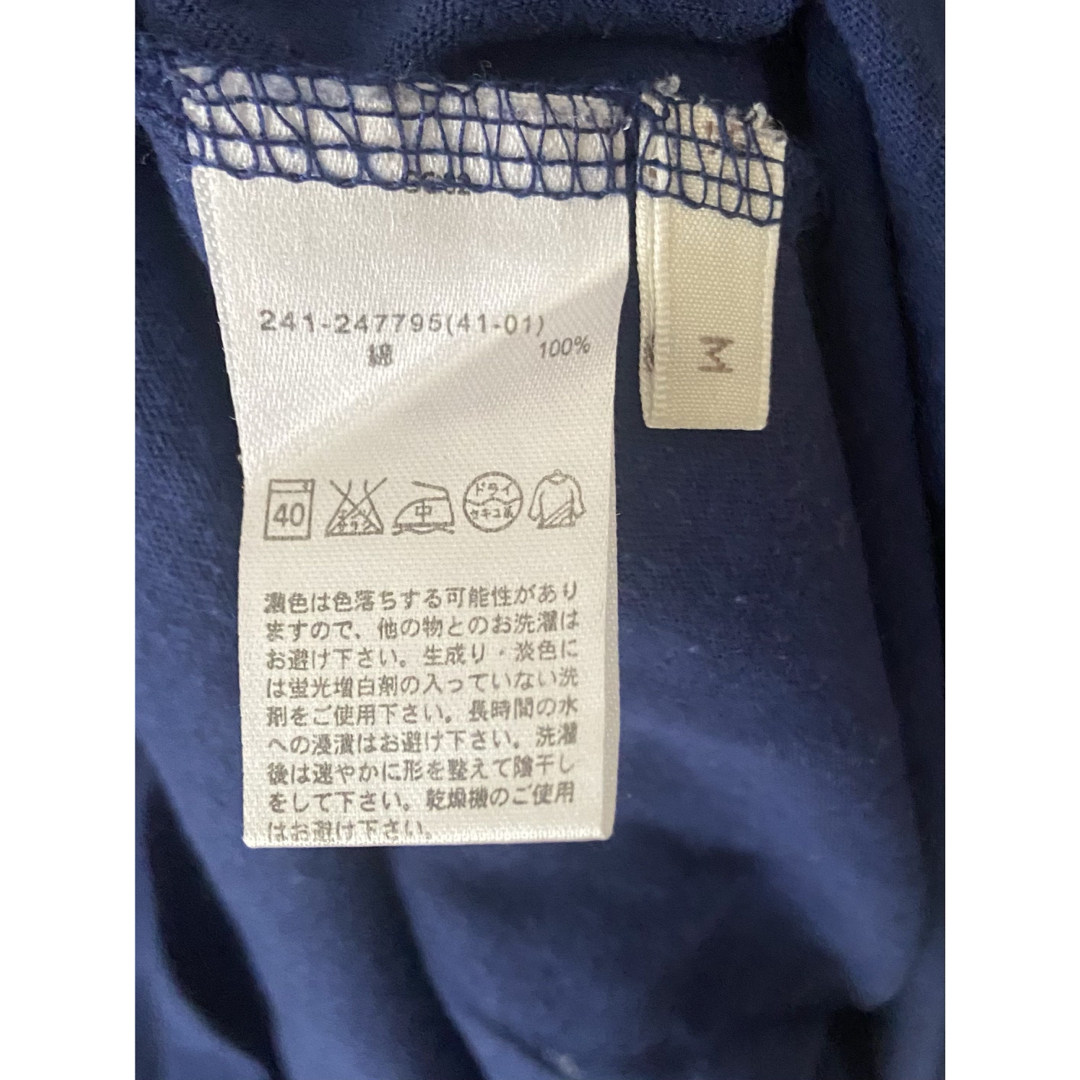 241-247795(41-01)
綿 100%
M
40
エンソサラシ
中
ドライ
セキユ系
濃色は色落ちする可能性があり
ますので、他の物とのお洗濯は
お避け下さい。生成り・淡色に
は蛍光増白剤の入っていない洗
剤をご使用下さい。長時間の水
への浸漬はお避け下さい。洗濯
後は速やかに形を整えて陰干し
をして下さい。乾燥機のご使用
はお避け下さい。